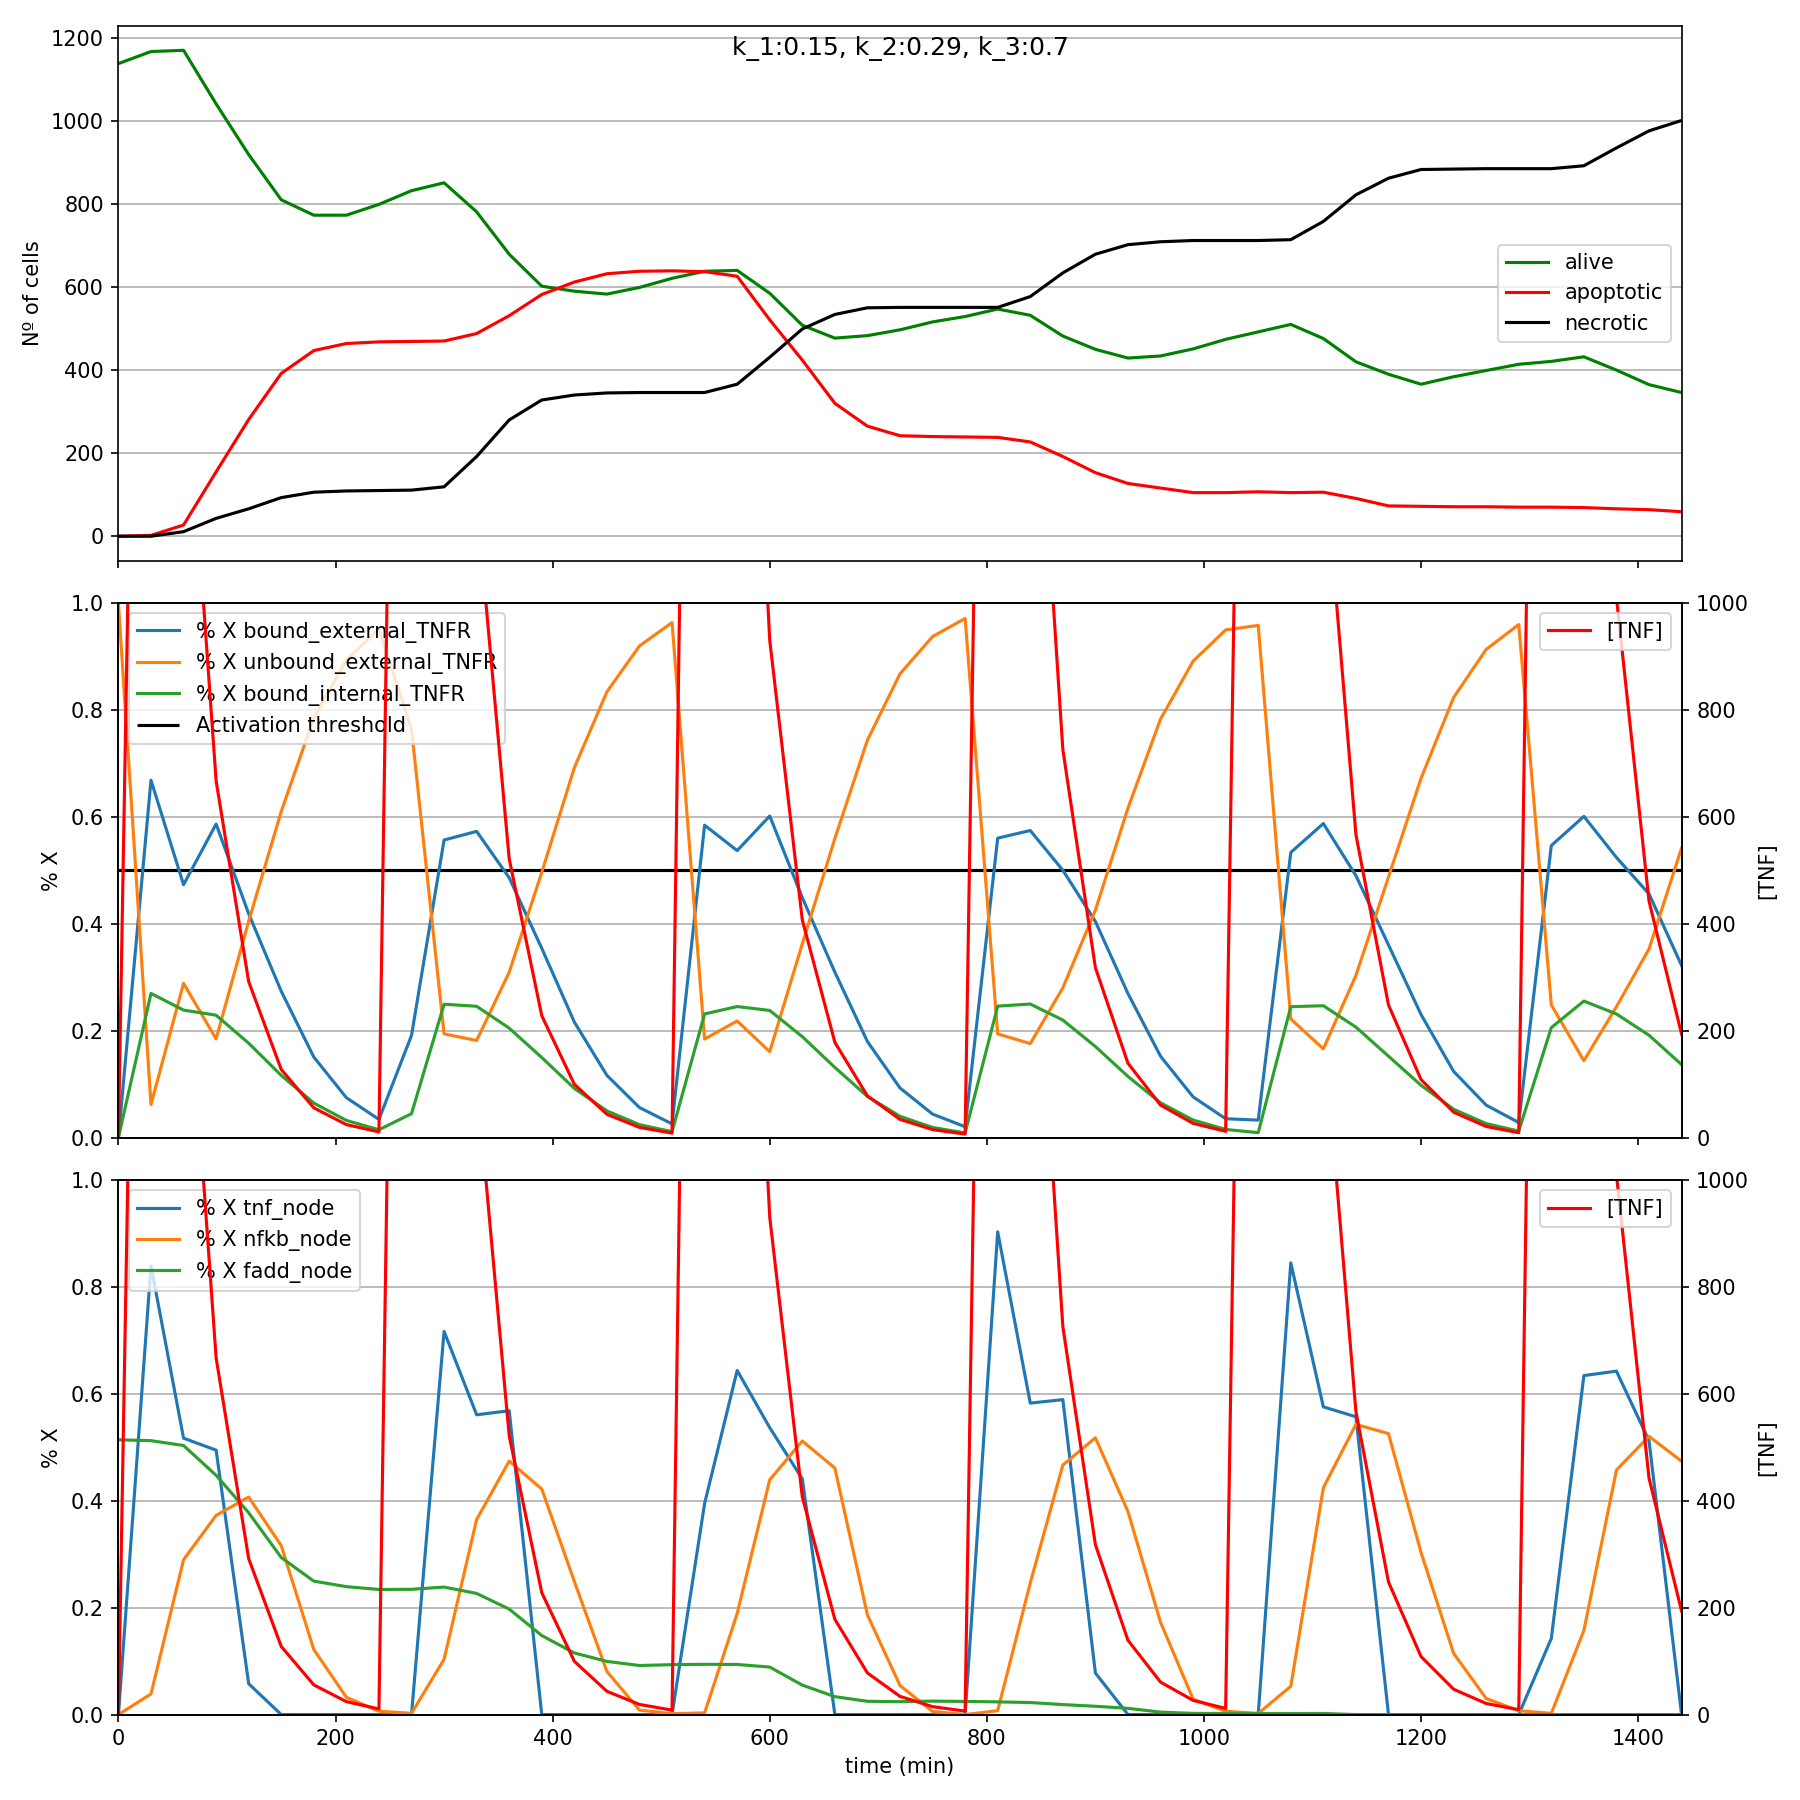 k_1:0.15, k_2:0.29, k_3:0.7
1200
1000
800
600
400
200
0
Nº of cells
alive
apoptotic
necrotic
1.0
0.8
0.6
0.4
0.2
0.0
% X
% X bound_external_TNFR
% X unbound_external_TNFR
% X bound_internal_TNFR
Activation threshold
[TNF]
1000
800
600
400
200
0
[TNF]
1.0
0.8
0.6
0.4
0.2
0.0
% X
% X tnf_node
% X nfkb_node
% X fadd_node
[TNF]
1000
800
600
400
200
0
[TNF]
0 200 400 600 800 1000 1200 1400
time (min)